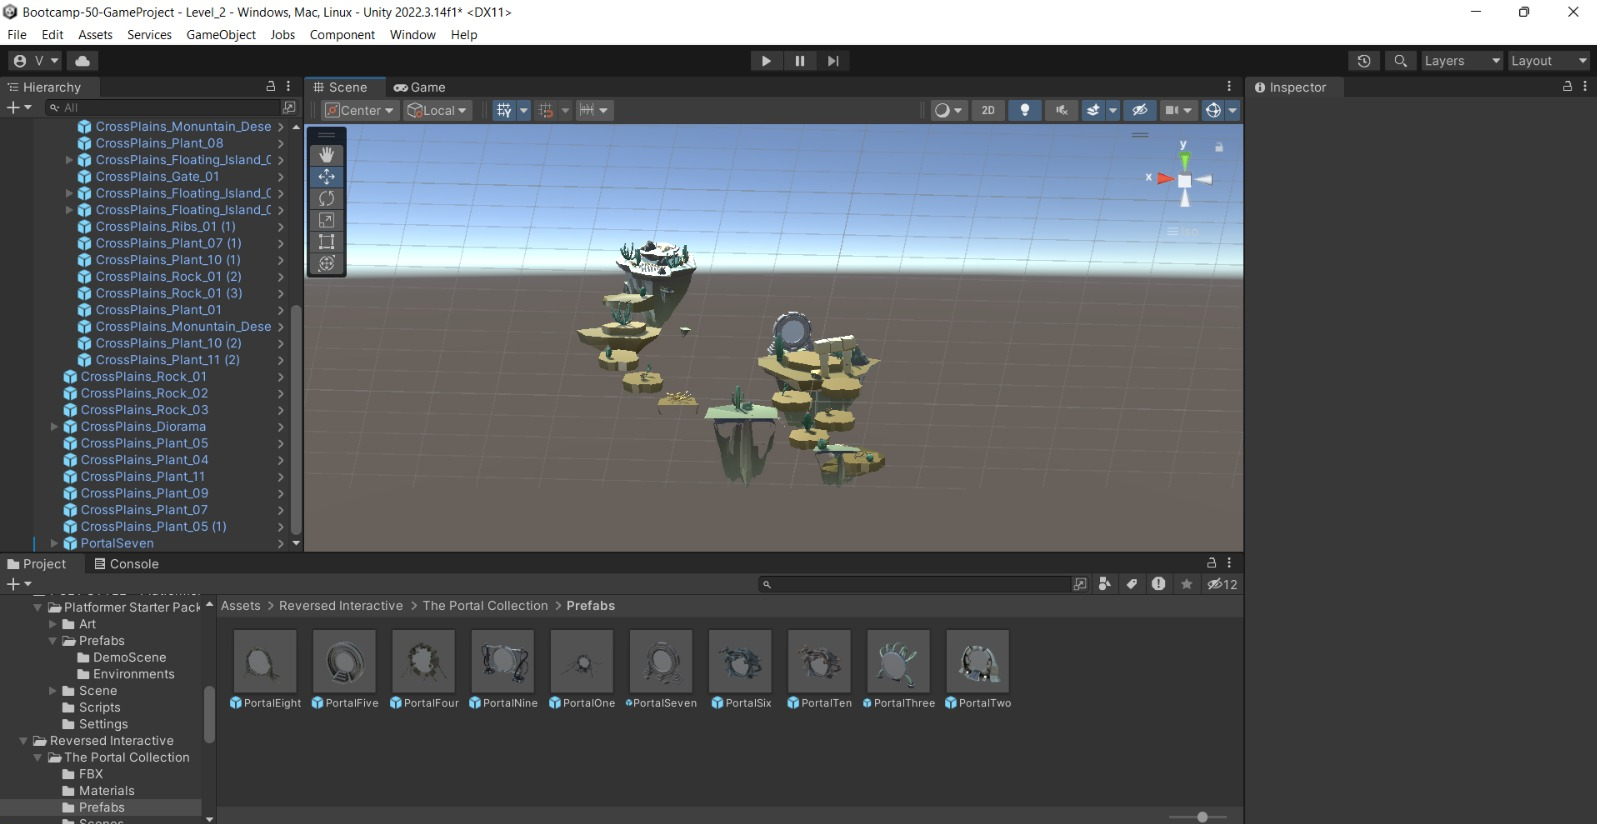 Bootcamp-50-GameProject - Level_2 - Windows, Mac, Linux - Unity 2022.3.14f1* <DX11>
File Edit Assets Services GameObject Jobs Component Window Help
V Layers Layout
Hierarchy
All
CrossPlains_Monuntain_Dese
CrossPlains_Plant_08
CrossPlains_Floating_Island_0
CrossPlains_Gate_01
CrossPlains_Floating_Island_0
CrossPlains_Floating_Island_0
CrossPlains_Ribs_01 (1)
CrossPlains_Plant_07 (1)
CrossPlains_Plant_10 (1)
CrossPlains_Rock_01 (2)
CrossPlains_Rock_01 (3)
CrossPlains_Plant_01
CrossPlains_Monuntain_Dese
CrossPlains_Plant_10 (2)
CrossPlains_Plant_11 (2)
CrossPlains_Rock_01
CrossPlains_Rock_02
CrossPlains_Rock_03
CrossPlains_Diorama
CrossPlains_Plant_05
CrossPlains_Plant_04
CrossPlains_Plant_11
CrossPlains_Plant_09
CrossPlains_Plant_07
CrossPlains_Plant_05 (1)
PortalSeven
Scene Game
Center Local 2D
y
x
Iso
Inspector
Project Console
12
Platformer Starter Pack
Art
Prefabs
DemoScene
Environments
Scene
Scripts
Settings
Reversed Interactive
The Portal Collection
FBX
Materials
Prefabs
Assets > Reversed Interactive > The Portal Collection > Prefabs
PortalEight PortalFive PortalFour PortalNine PortalOne PortalSeven PortalSix PortalTen PortalThree PortalTwo